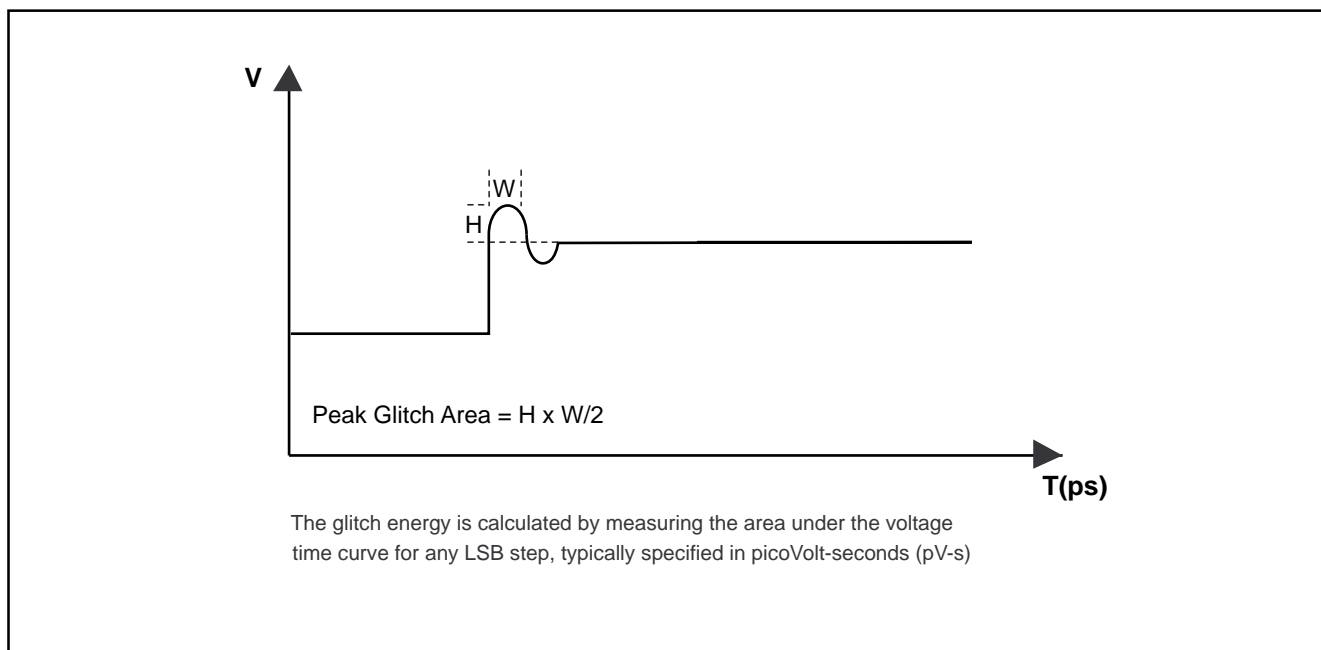 V
W
H
Peak Glitch Area = H x W/2
T(ps)
The glitch energy is calculated by measuring the area under the voltage
time curve for any LSB step, typically specified in picoVolt-seconds (pV-s)